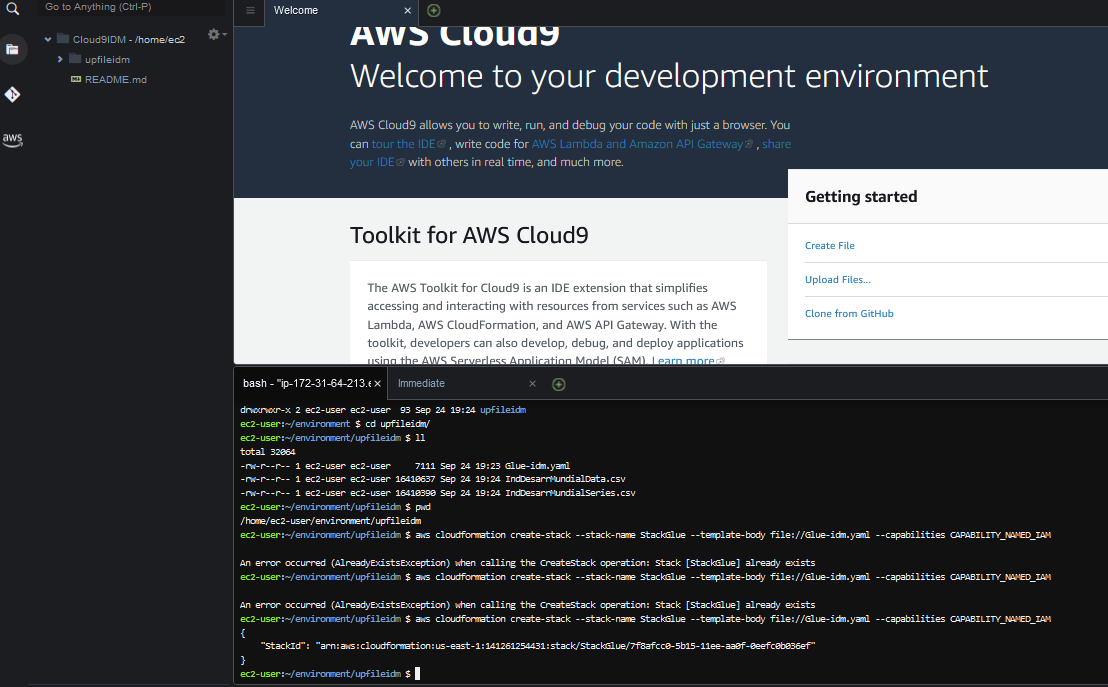 Go to Anything (Ctrl-P)
Cloud9IDM - /home/ec2
upfileidm
README.md
aws
Welcome
AWS Cloud9
Welcome to your development environment
AWS Cloud9 allows you to write, run, and debug your code with just a browser. You
can tour the IDE , write code for AWS Lambda and Amazon API Gateway , share
your IDE with others in real time, and much more.
Getting started
Create File
Upload Files...
Clone from GitHub
Toolkit for AWS Cloud9
The AWS Toolkit for Cloud9 is an IDE extension that simplifies
accessing and interacting with resources from services such as AWS
Lambda, AWS CloudFormation, and AWS API Gateway. With the
toolkit, developers can also develop, debug, and deploy applications
using the AWS Serverless Application Model (SAM). Learn more
bash - "ip-172-31-64-213.e
Immediate
drwxrwxr-x 2 ec2-user ec2-user 93 Sep 24 19:24 upfileidm
ec2-user:~/environment $ cd upfileidm/
ec2-user:~/environment/upfileidm $ ll
total 32064
-rw-r--r-- 1 ec2-user ec2-user 7111 Sep 24 19:23 Glue-idm.yaml
-rw-r--r-- 1 ec2-user ec2-user 16410637 Sep 24 19:24 IndDesarrMundialData.csv
-rw-r--r-- 1 ec2-user ec2-user 16410390 Sep 24 19:24 IndDesarrMundialSeries.csv
ec2-user:~/environment/upfileidm $ pwd
/home/ec2-user/environment/upfileidm
ec2-user:~/environment/upfileidm $ aws cloudformation create-stack --stack-name StackGlue --template-body file://Glue-idm.yaml --capabilities CAPABILITY_NAMED_IAM
An error occurred (AlreadyExistsException) when calling the CreateStack operation: Stack [StackGlue] already exists
ec2-user:~/environment/upfileidm $ aws cloudformation create-stack --stack-name StackGlue --template-body file://Glue-idm.yaml --capabilities CAPABILITY_NAMED_IAM
An error occurred (AlreadyExistsException) when calling the CreateStack operation: Stack [StackGlue] already exists
ec2-user:~/environment/upfileidm $ aws cloudformation create-stack --stack-name StackGlue --template-body file://Glue-idm.yaml --capabilities CAPABILITY_NAMED_IAM
{
"StackId": "arn:aws:cloudformation:us-east-1:141261254431:stack/StackGlue/7f8afcc0-5b15-11ee-aa0f-0eefc0b036ef"
}
ec2-user:~/environment/upfileidm $